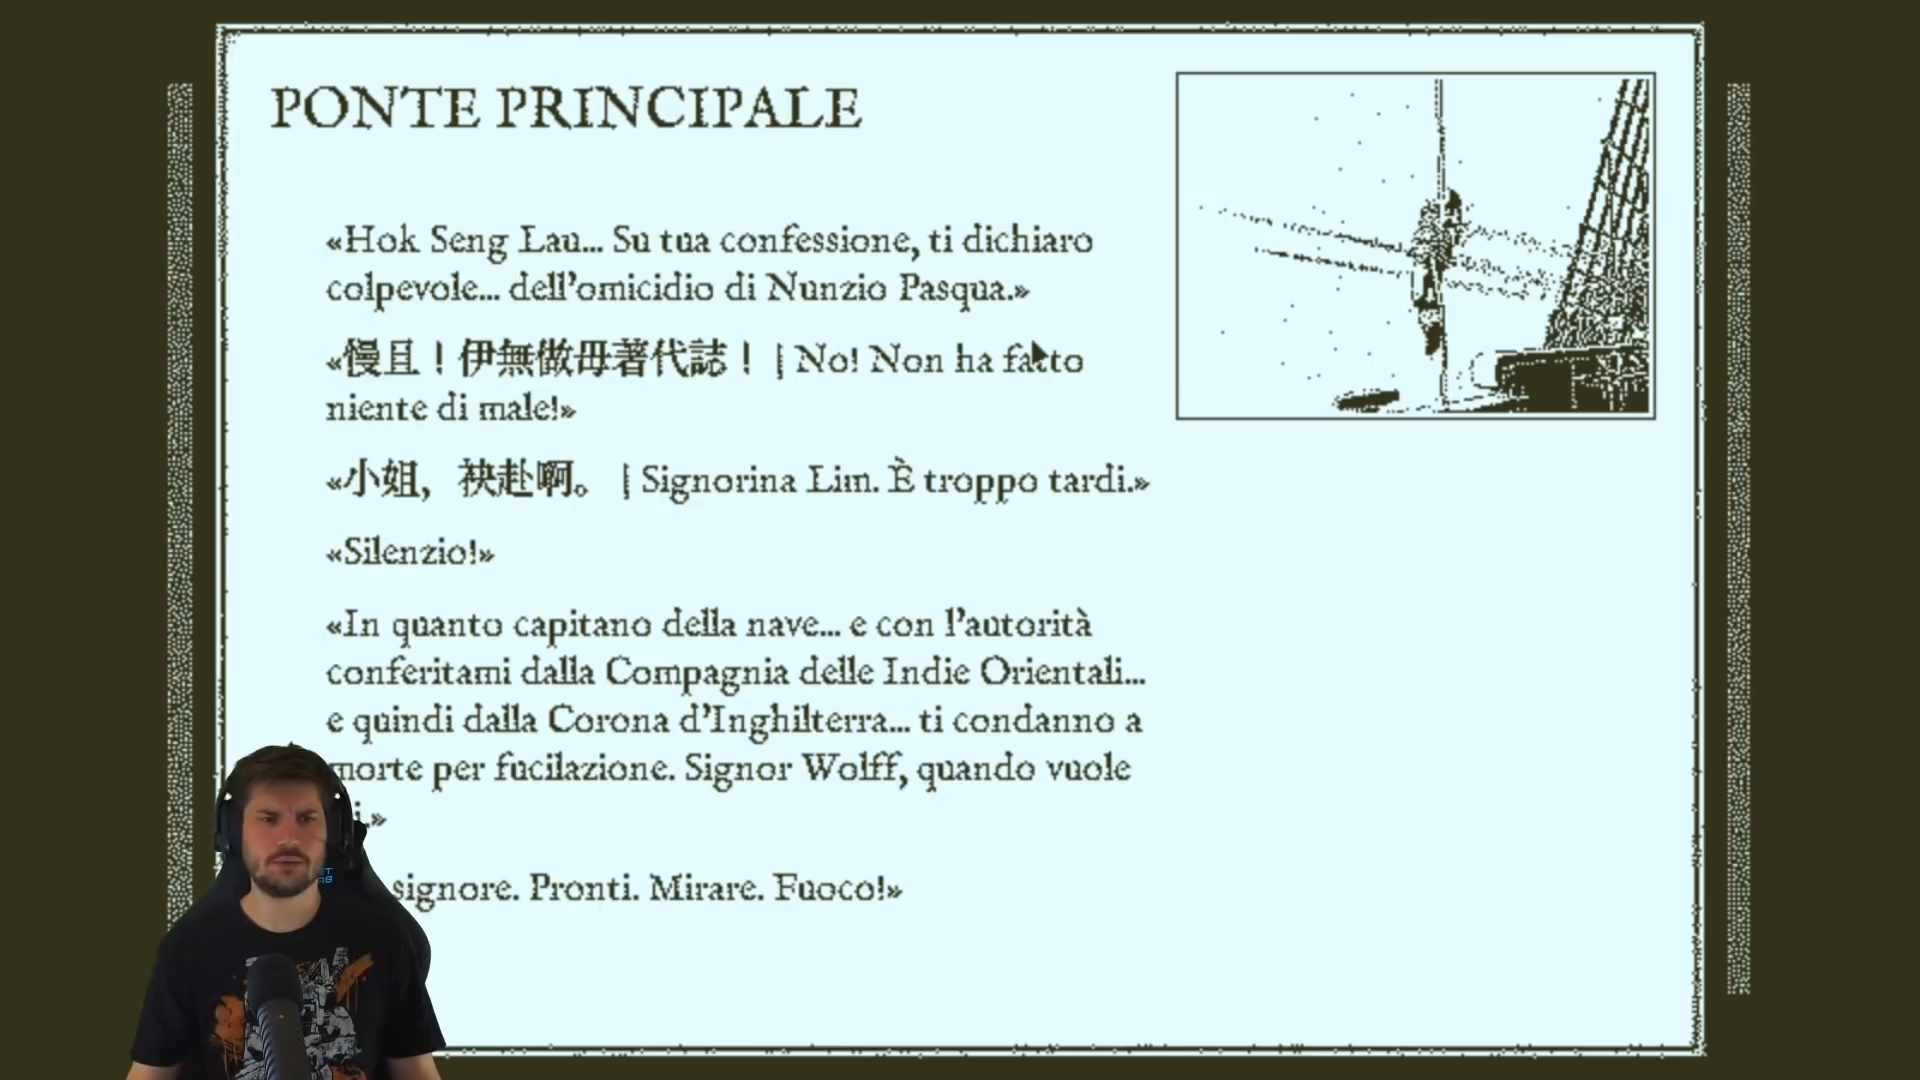 PONTE PRINCIPALE
«Hok Seng Lau... Su tua confessione, ti dichiaro
colpevole... dell'omicidio di Nunzio Pasqua.»
«慢且！伊無做毋著代誌！ | No! Non ha fatto
niente di male!»
«小姐，袂赴啊。 | Signorina Lim. È troppo tardi.»
«Silenzio!»
«In quanto capitano della nave... e con l'autorità
conferitami dalla Compagnia delle Indie Orientali...
e quindi dalla Corona d'Inghilterra... ti condanno a
morte per fucilazione. Signor Wolff, quando vuole
i.»
signore. Pronti. Mirare. Fuoco!»